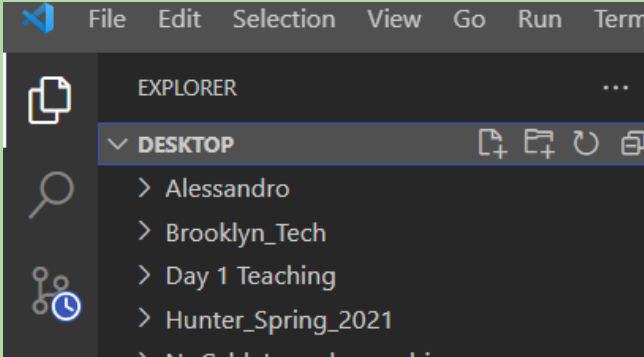 File Edit Selection View Go Run
EXPLORER
DESKTOP
Alessandro
Brooklyn_Tech
Day 1 Teaching
Hunter_Spring_2021